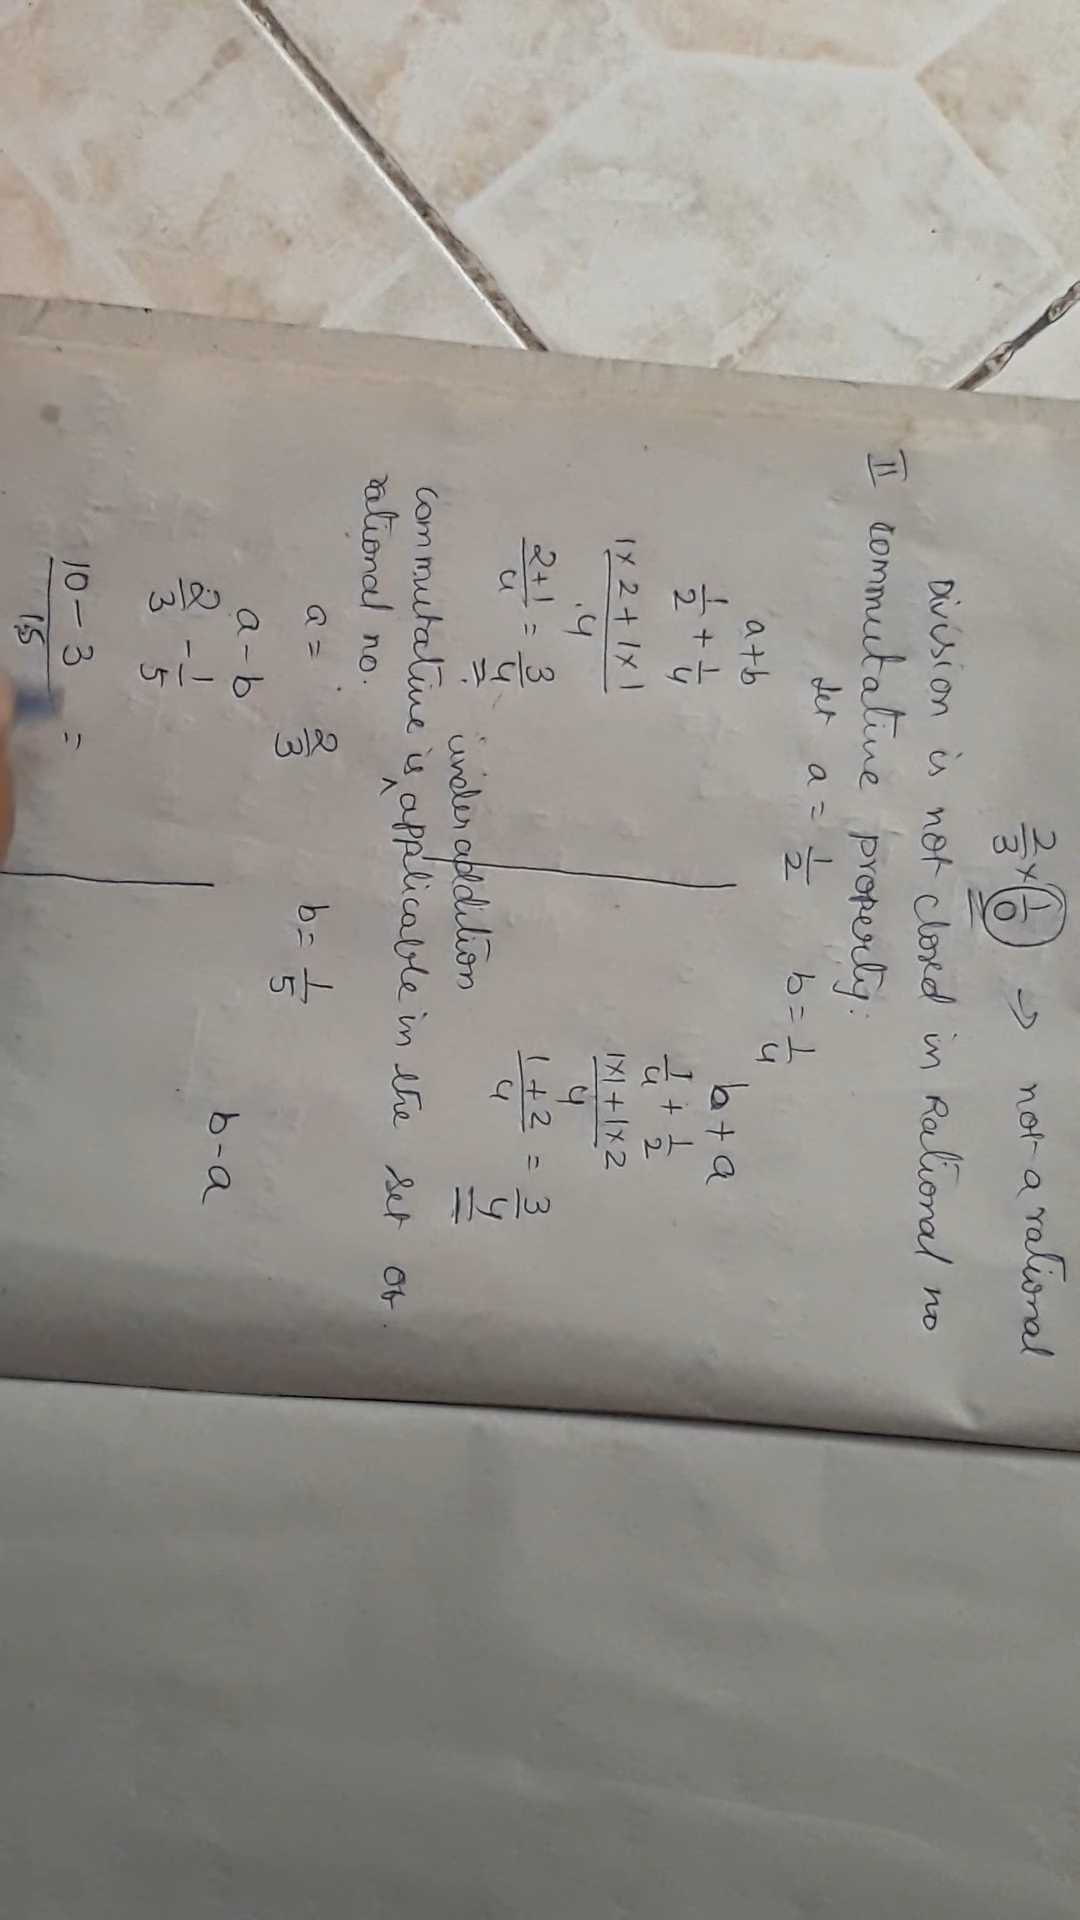 2/3 × 1/0 → not a rational
Division is not closed in Rational no
II commutative property:
Let a = 1/2 b = 1/4
a+b
1/2 + 1/4
1×2+1×1/4
2+1/4 = 3/4
b+a
1/4 + 1/2
1×1+1×2/4
1+2/4 = 3/4
under addition
commutative is ^ applicable in the set of
rational no.
a = 2/3 b = 1/5
a-b
2/3 - 1/5
10-3/15 =
b-a